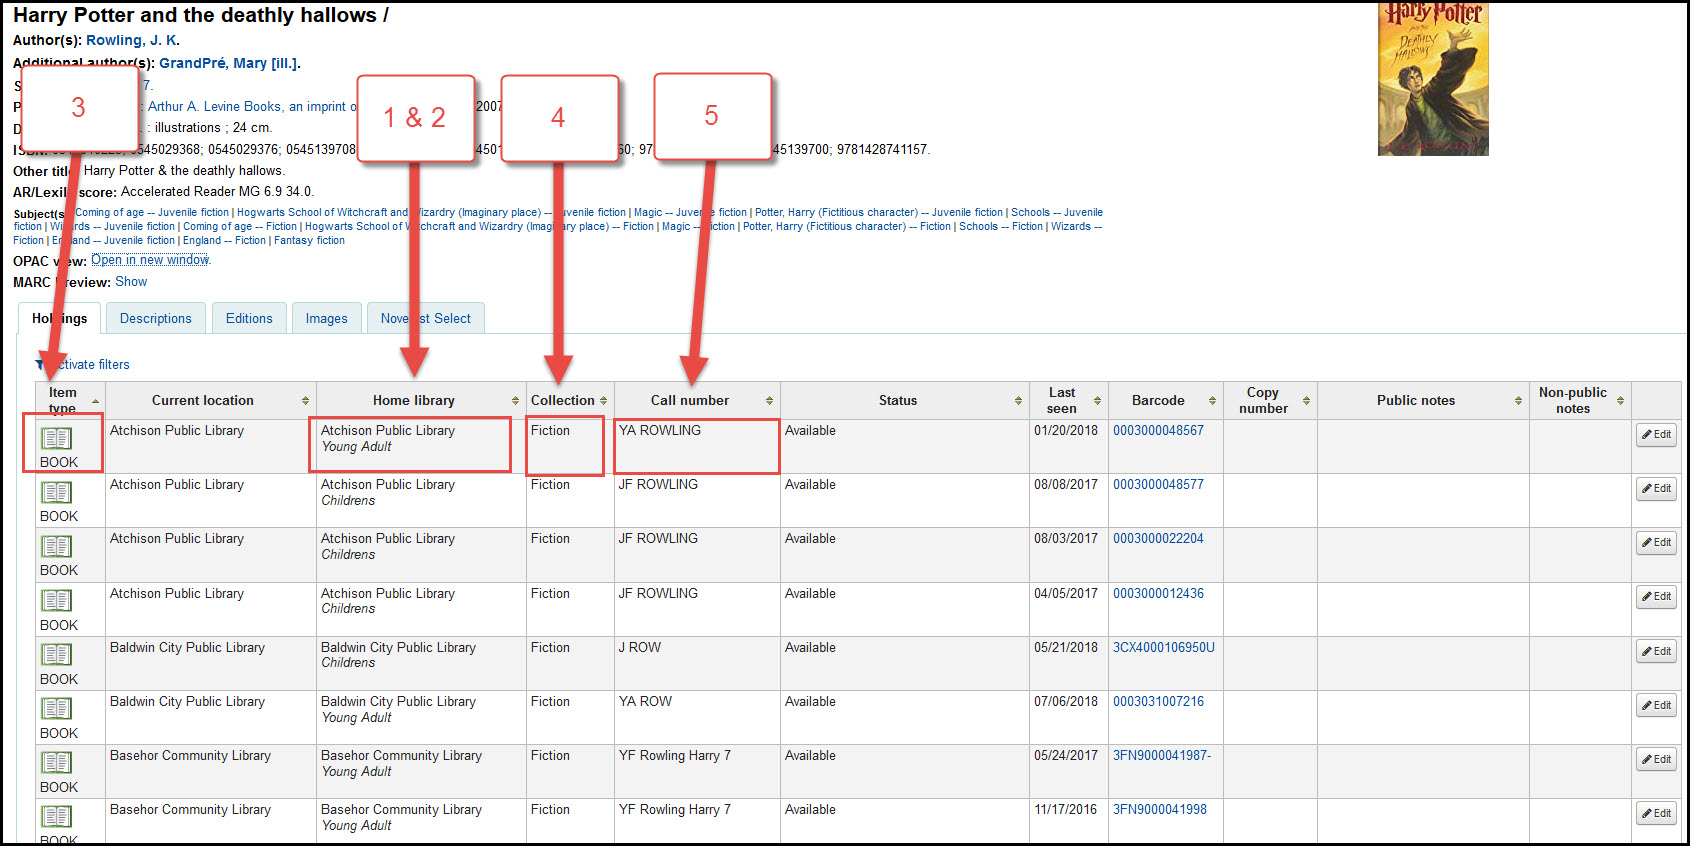 Harry Potter and the deathly hallows /
Author(s): Rowling, J. K.
Additional author(s): GrandPré, Mary [ill.].
7.
: Arthur A. Levine Books, an imprint 2007
: illustrations ; 24 cm.
0545029368; 0545029376; 0545139708 45139700; 9781428741157.
Other title: Harry Potter & the deathly hallows.
AR/Lexile score: Accelerated Reader MG 6.9 34.0.
Subject(s): Coming of age -- Juvenile fiction | Hogwarts School of Witchcraft and Wizardry (Imaginary place) -- Juvenile fiction | Magic -- Juvenile fiction | Potter, Harry (Fictitious character) -- Juvenile fiction | Schools -- Juvenile
fiction | Wizards -- Juvenile fiction | Coming of age -- Fiction | Hogwarts School of Witchcraft and Wizardry (Imaginary place) -- Fiction | Magic -- Fiction | Potter, Harry (Fictitious character) -- Fiction | Schools -- Fiction | Wizards --
Fiction | England -- Juvenile fiction | England -- Fiction | Fantasy fiction
OPAC view: Open in new window.
MARC Preview: Show
3
1 & 2
4
5
Harry Potter
AND THE
DEATHLY
HALLOWS
Holdings Descriptions Editions Images Novelist Select
Activate filters
Item type Current location Home library Collection Call number Status Last seen Barcode Copy number Public notes Non-public notes
BOOK Atchison Public Library Atchison Public Library Young Adult Fiction YA ROWLING Available 01/20/2018 0003000048567 Edit
BOOK Atchison Public Library Atchison Public Library Childrens Fiction JF ROWLING Available 08/08/2017 0003000048577 Edit
BOOK Atchison Public Library Atchison Public Library Childrens Fiction JF ROWLING Available 08/03/2017 0003000022204 Edit
BOOK Atchison Public Library Atchison Public Library Childrens Fiction JF ROWLING Available 04/05/2017 0003000012436 Edit
BOOK Baldwin City Public Library Baldwin City Public Library Childrens Fiction J ROW Available 05/21/2018 3CX4000106950U Edit
BOOK Baldwin City Public Library Baldwin City Public Library Young Adult Fiction YA ROW Available 07/06/2018 0003031007216 Edit
BOOK Basehor Community Library Basehor Community Library Young Adult Fiction YF Rowling Harry 7 Available 05/24/2017 3FN9000041987- Edit
BOOK Basehor Community Library Basehor Community Library Young Adult Fiction YF Rowling Harry 7 Available 11/17/2016 3FN9000041998 Edit